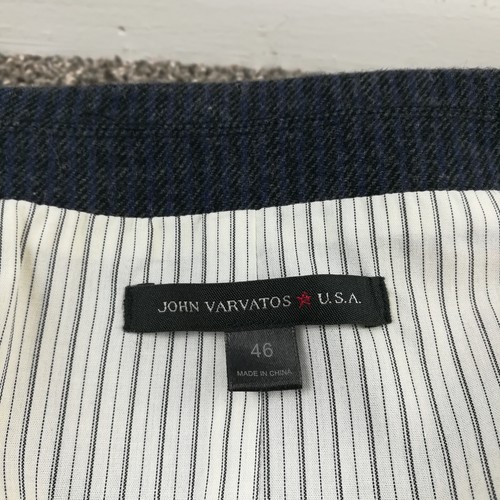 JOHN VARVATOS ★ U.S.A.
46
MADE IN CHINA